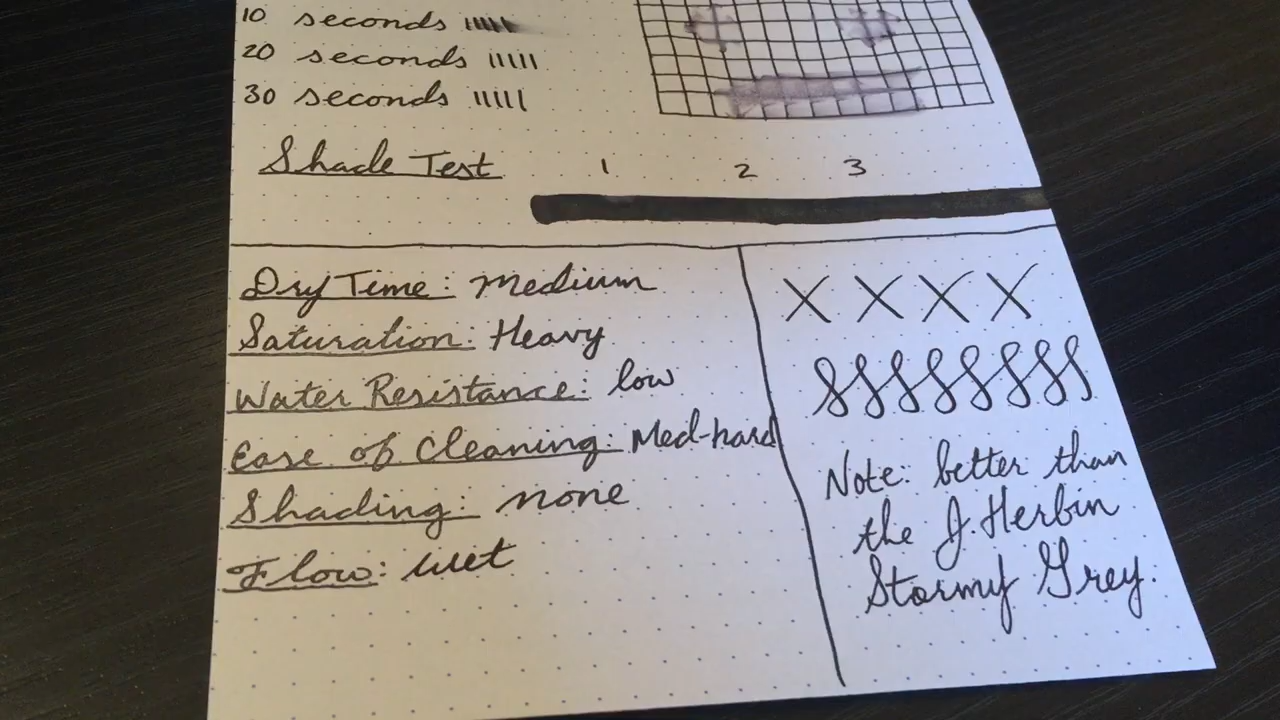 10 seconds
20 seconds
30 seconds
Shade Test 1 2 3
Dry Time: Medium
Saturation: Heavy
Water Resistance: low
Ease of Cleaning: Med-hard
Shading: none
Flow: wet
X X X X
Note: better than
the J. Herbin
Stormy Grey.